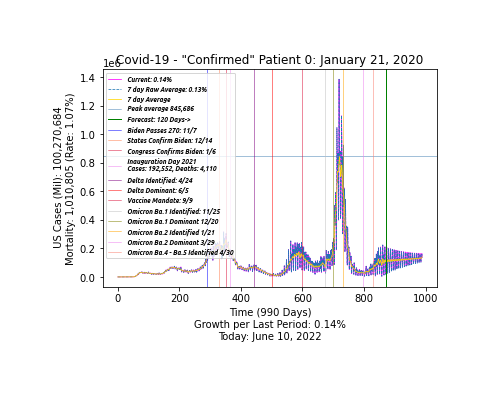 Covid-19 - "Confirmed" Patient 0: January 21, 2020
1e6
Current: 0.14%
7 day Raw Average: 0.13%
7 day Average
Peak average 845,686
Forecast: 120 Days->
Biden Passes 270: 11/7
States Confirm Biden: 12/14
Congress Confirms Biden: 1/6
Inauguration Day 2021
Cases: 192,552, Deaths: 4,110
Delta Identified: 4/24
Delta Dominant: 6/5
Vaccine Mandate: 9/9
Omicron Ba.1 Identified: 11/25
Omicron Ba.1 Dominant 12/20
Omicron Ba.2 Identified 1/21
Omicron Ba.2 Dominant 3/29
Omicron Ba.4 - Ba.5 Identified 4/30
US Cases (Mil): 100,270,684
Mortality: 1,010,805 (Rate: 1.07%)
1.4
1.2
1.0
0.8
0.6
0.4
0.2
0.0
0
200
400
600
800
1000
Time (990 Days)
Growth per Last Period: 0.14%
Today: June 10, 2022